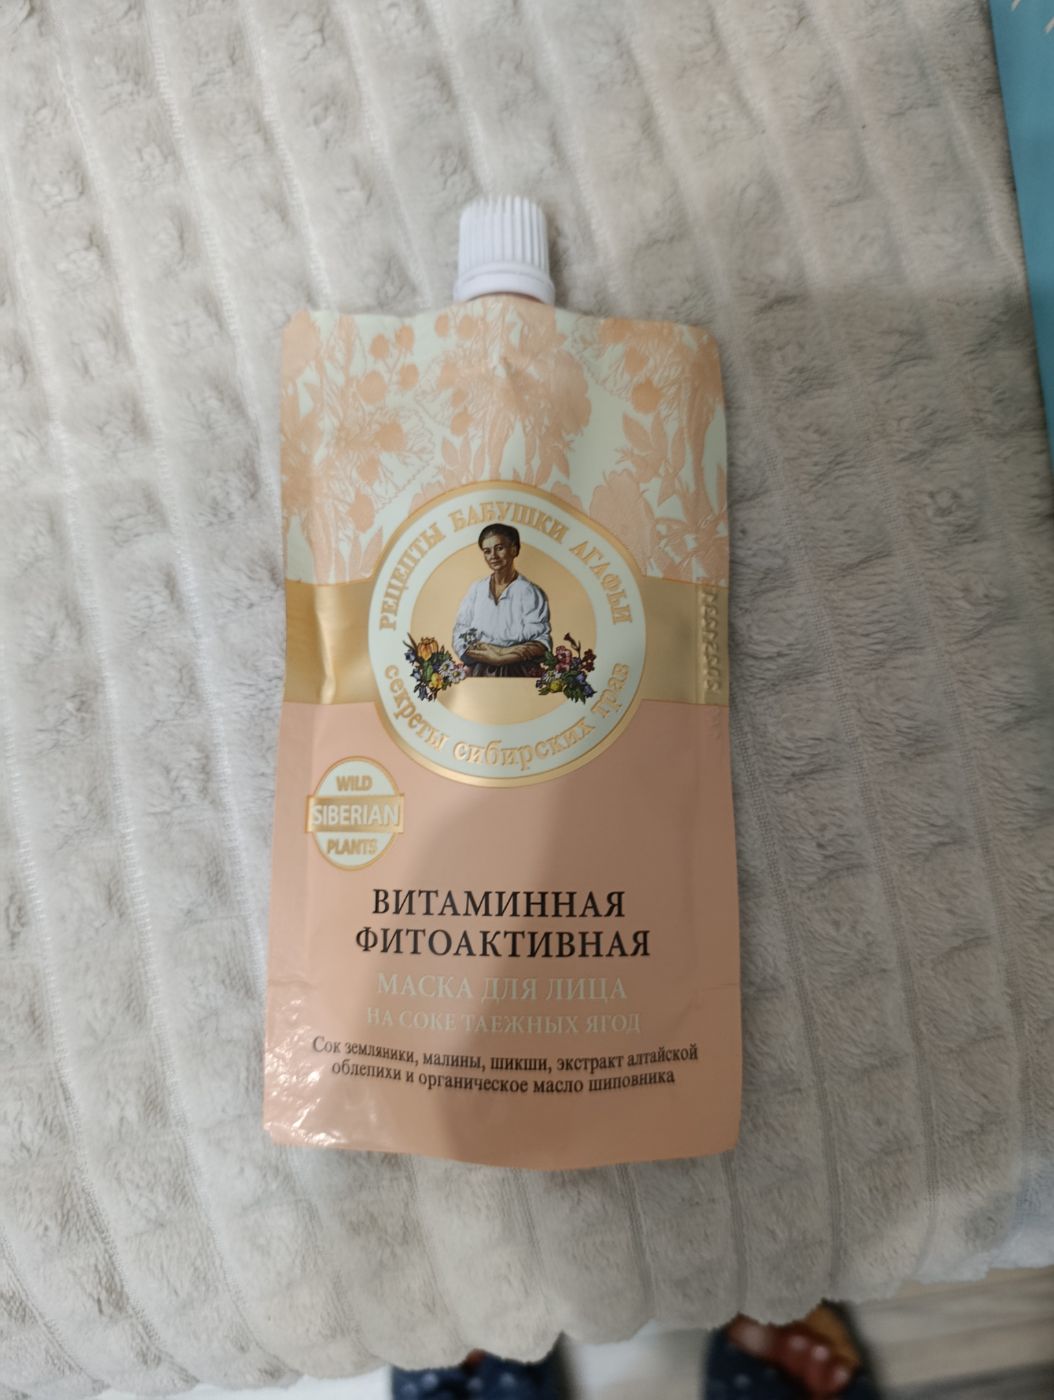 РЕЦЕПТЫ БАБУШКИ АГАФЬИ
секреты сибирских трав
WILD
SIBERIAN
PLANTS
ВИТАМИННАЯ
ФИТОАКТИВНАЯ
МАСКА ДЛЯ ЛИЦА
НА СОКЕ ТАЕЖНЫХ ЯГОД
Сок земляники, малины, шикши, экстракт алтайской
облепихи и органическое масло шиповника